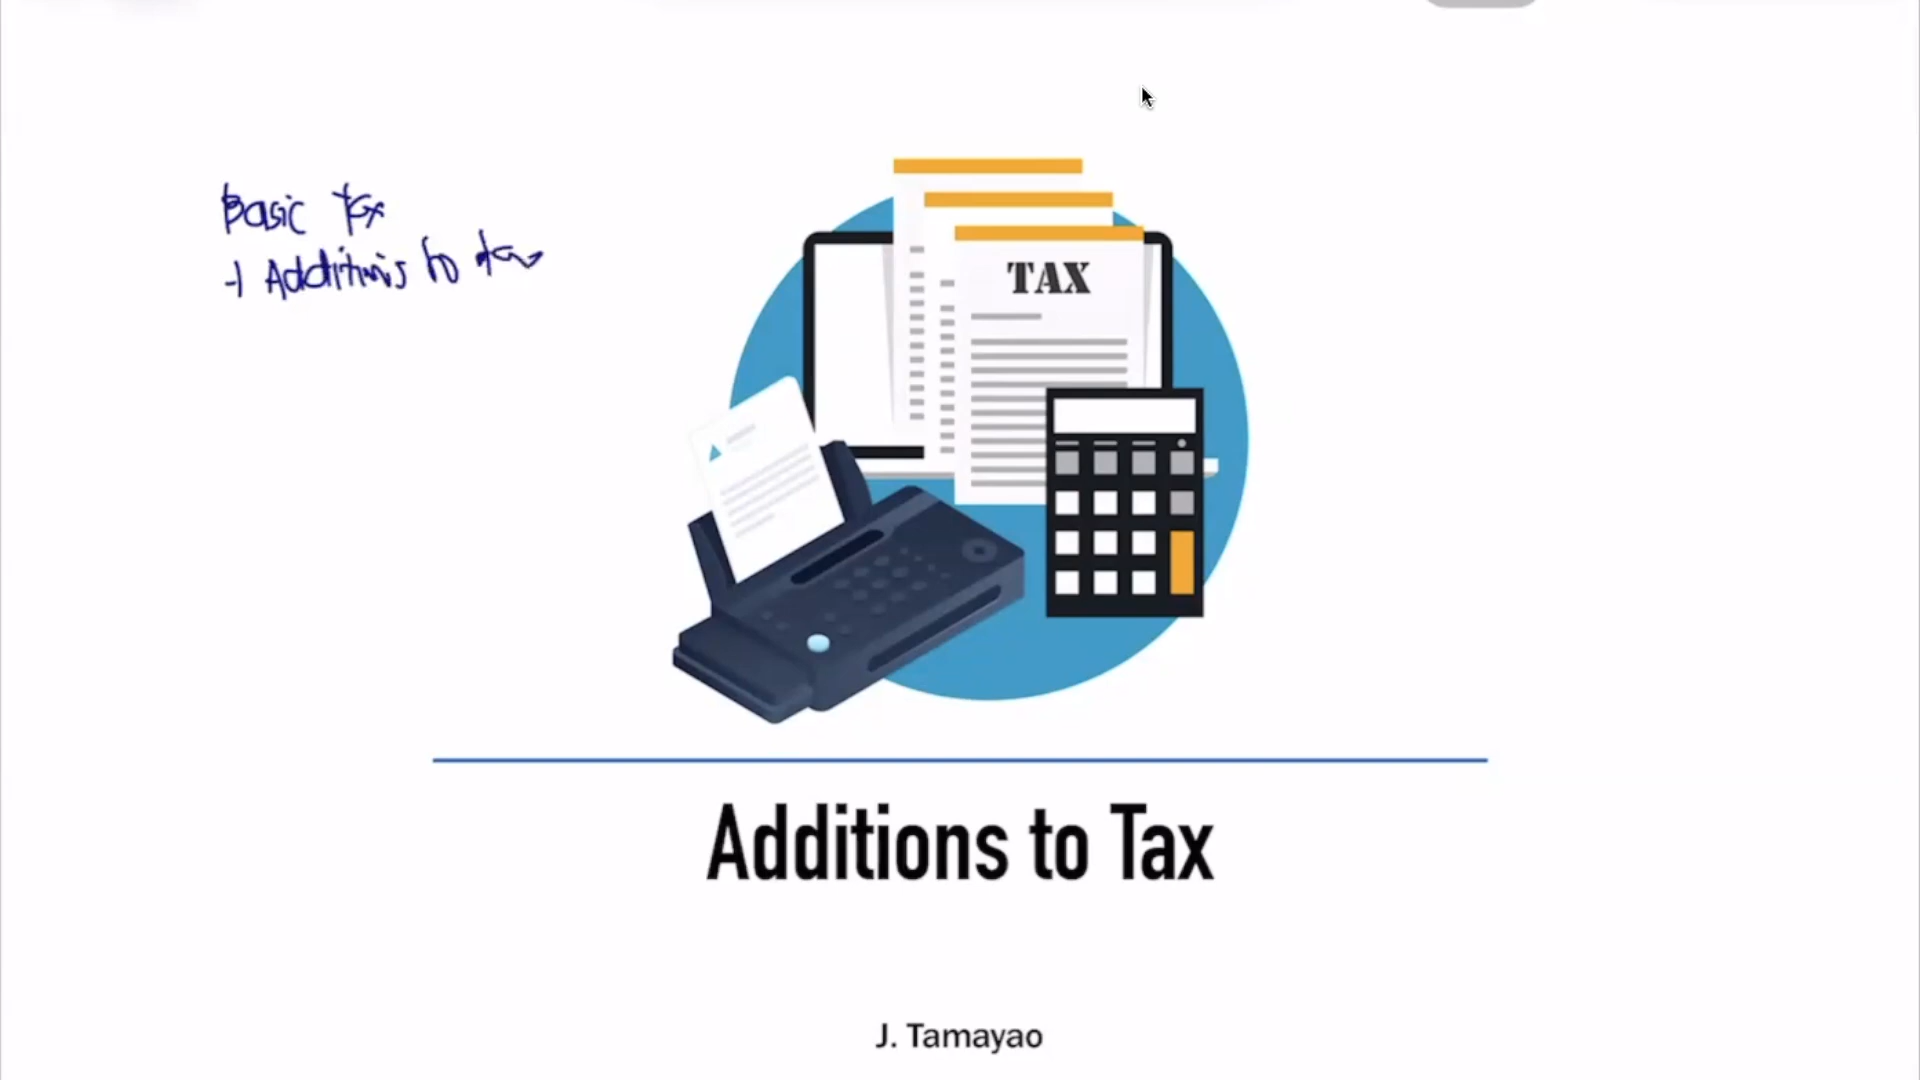 Basic tax
+ Additions to tax
TAX
Additions to Tax
J. Tamayao